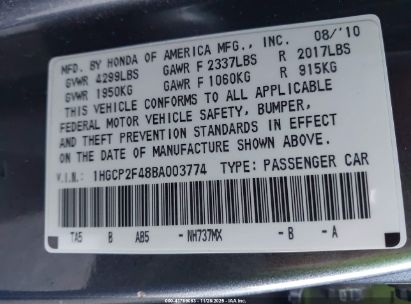 MFD. BY HONDA OF AMERICA MFG., INC. 08/'10
GVWR 4299LBS GAWR F 2337LBS R 2017LBS
GVWR 1950KG GAWR F 1060KG R 915KG
THIS VEHICLE CONFORMS TO ALL APPLICABLE
FEDERAL MOTOR VEHICLE SAFETY, BUMPER,
AND THEFT PREVENTION STANDARDS IN EFFECT
ON THE DATE OF MANUFACTURE SHOWN ABOVE.
V.I.N.: 1HGCP2F48BA003774 TYPE: PASSENGER CAR
TA5 B AB5 -NH737MX -B -A